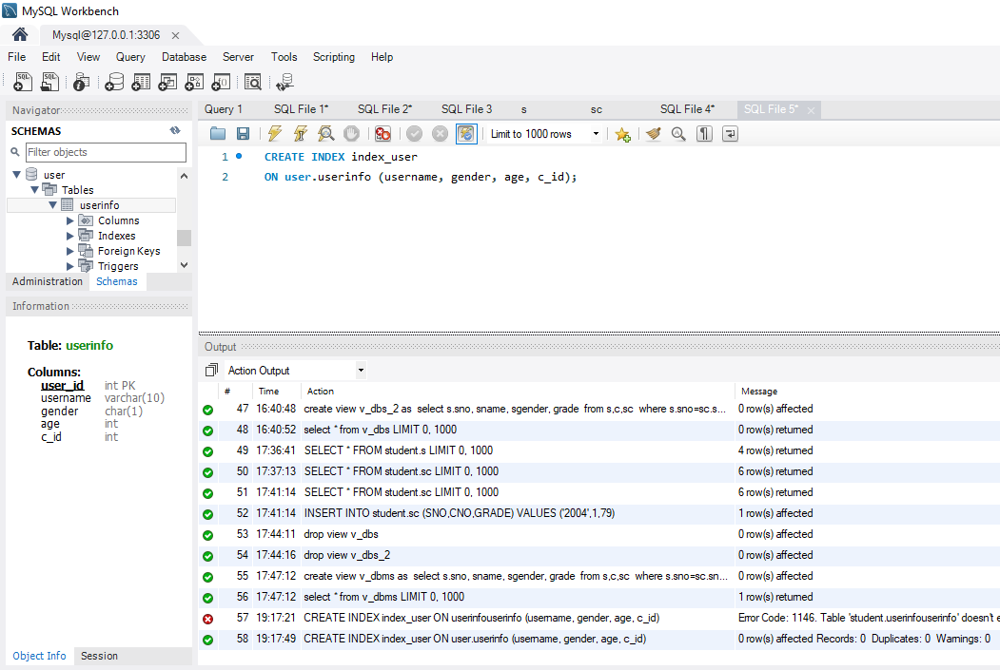 MySQL Workbench
Mysql@127.0.0.1:3306
File Edit View Query Database Server Tools Scripting Help
Navigator
SCHEMAS
Filter objects
user
Tables
userinfo
Columns
Indexes
Foreign Keys
Triggers
Administration Schemas
Information
Table: userinfo
Columns:
user_id int PK
username varchar(10)
gender char(1)
age int
c_id int
Object Info Session
Query 1 SQL File 1* SQL File 2* SQL File 3 s sc SQL File 4* SQL File 5*
Limit to 1000 rows
1 CREATE INDEX index_user
2 ON user.userinfo (username, gender, age, c_id);
Output
Action Output
# Time Action Message
47 16:40:48 create view v_dbs_2 as select s.sno, sname, sgender, grade from s,c,sc where s.sno=sc.s... 0 row(s) affected
48 16:40:52 select * from v_dbs LIMIT 0, 1000 0 row(s) returned
49 17:36:41 SELECT * FROM student.s LIMIT 0, 1000 4 row(s) returned
50 17:37:13 SELECT * FROM student.sc LIMIT 0, 1000 6 row(s) returned
51 17:41:14 SELECT * FROM student.sc LIMIT 0, 1000 6 row(s) returned
52 17:41:14 INSERT INTO student.sc (SNO,CNO,GRADE) VALUES ('2004',1,79) 1 row(s) affected
53 17:44:11 drop view v_dbs 0 row(s) affected
54 17:44:16 drop view v_dbs_2 0 row(s) affected
55 17:47:12 create view v_dbms as select s.sno, sname, sgender, grade from s,c,sc where s.sno=sc.sn... 0 row(s) affected
56 17:47:12 select * from v_dbms LIMIT 0, 1000 1 row(s) returned
57 19:17:21 CREATE INDEX index_user ON userinfouserinfo (username, gender, age, c_id) Error Code: 1146. Table 'student.userinfouserinfo' doesn't e
58 19:17:49 CREATE INDEX index_user ON user.userinfo (username, gender, age, c_id) 0 row(s) affected Records: 0 Duplicates: 0 Warnings: 0